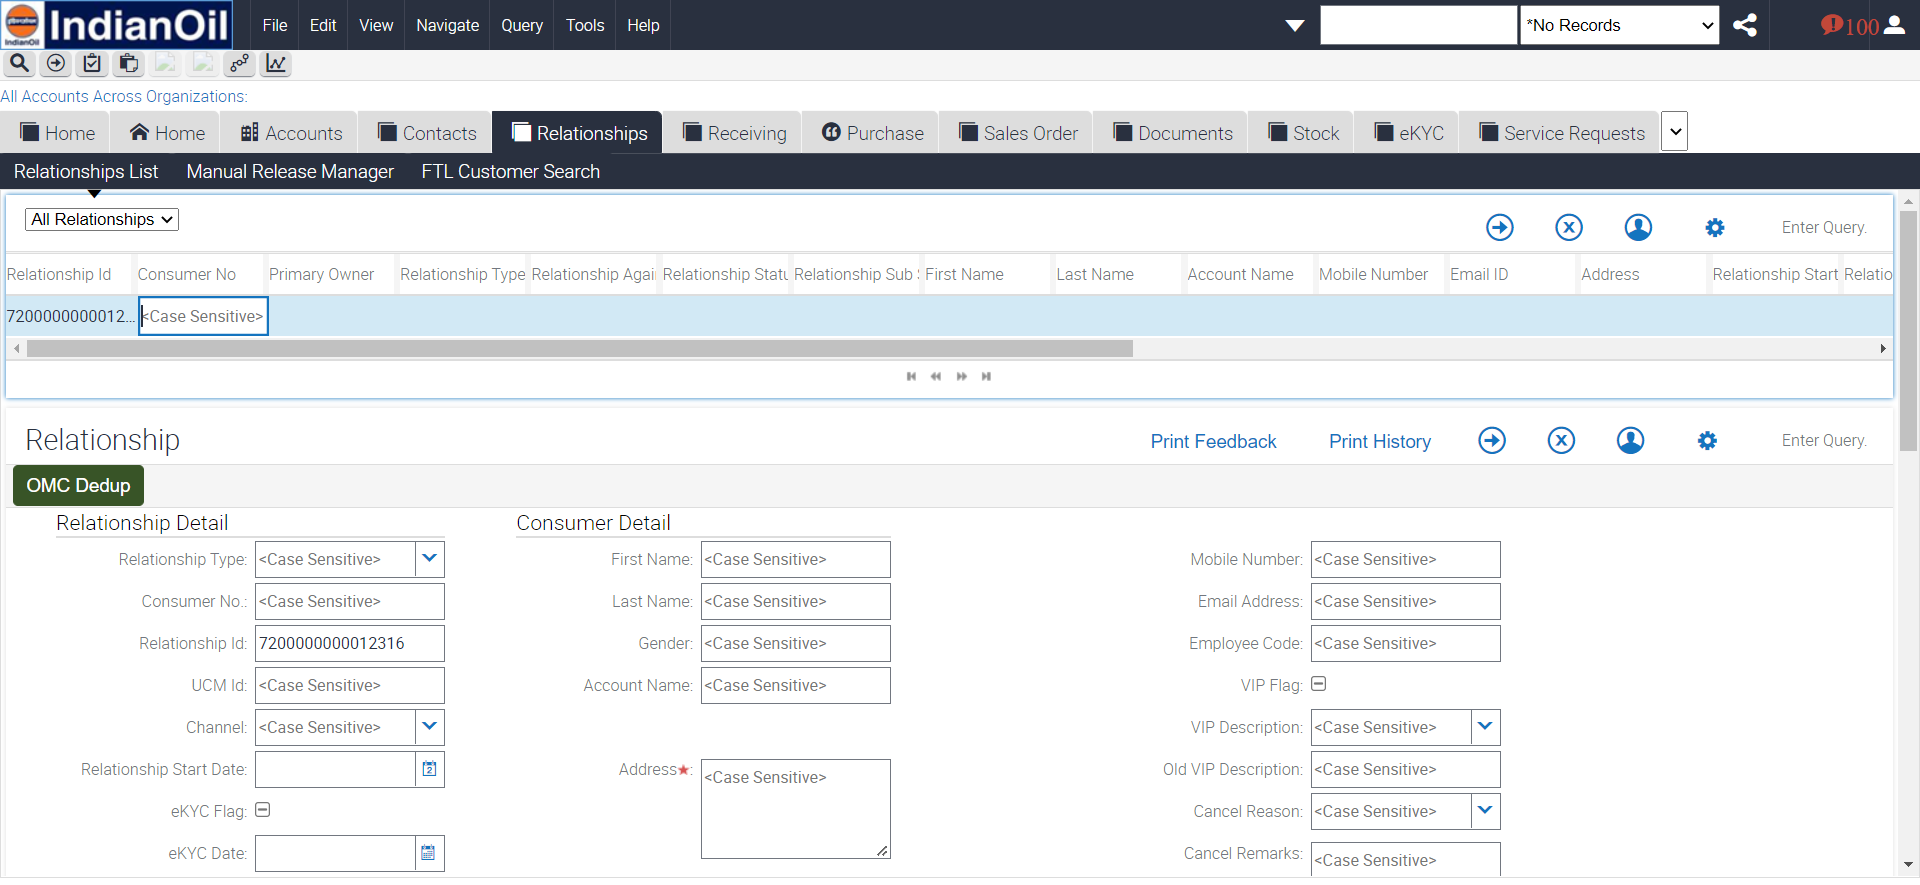 IndianOil
IndianOil
File Edit View Navigate Query Tools Help
*No Records
100
All Accounts Across Organizations:
Home Home Accounts Contacts Relationships Receiving Purchase Sales Order Documents Stock eKYC Service Requests
Relationships List Manual Release Manager FTL Customer Search
All Relationships
Enter Query.
Relationship Id Consumer No Primary Owner Relationship Type Relationship Agai Relationship Statu Relationship Sub First Name Last Name Account Name Mobile Number Email ID Address Relationship Start Relatio
7200000000012... <Case Sensitive>
Relationship
Print Feedback Print History Enter Query.
OMC Dedup
Relationship Detail Consumer Detail
Relationship Type: <Case Sensitive> First Name: <Case Sensitive> Mobile Number: <Case Sensitive>
Consumer No.: <Case Sensitive> Last Name: <Case Sensitive> Email Address: <Case Sensitive>
Relationship Id: 7200000000012316 Gender: <Case Sensitive> Employee Code: <Case Sensitive>
UCM Id: <Case Sensitive> Account Name: <Case Sensitive> VIP Flag:
Channel: <Case Sensitive> VIP Description: <Case Sensitive>
Relationship Start Date: 2 Address★: <Case Sensitive> Old VIP Description: <Case Sensitive>
eKYC Flag: Cancel Reason: <Case Sensitive>
eKYC Date: Cancel Remarks: <Case Sensitive>